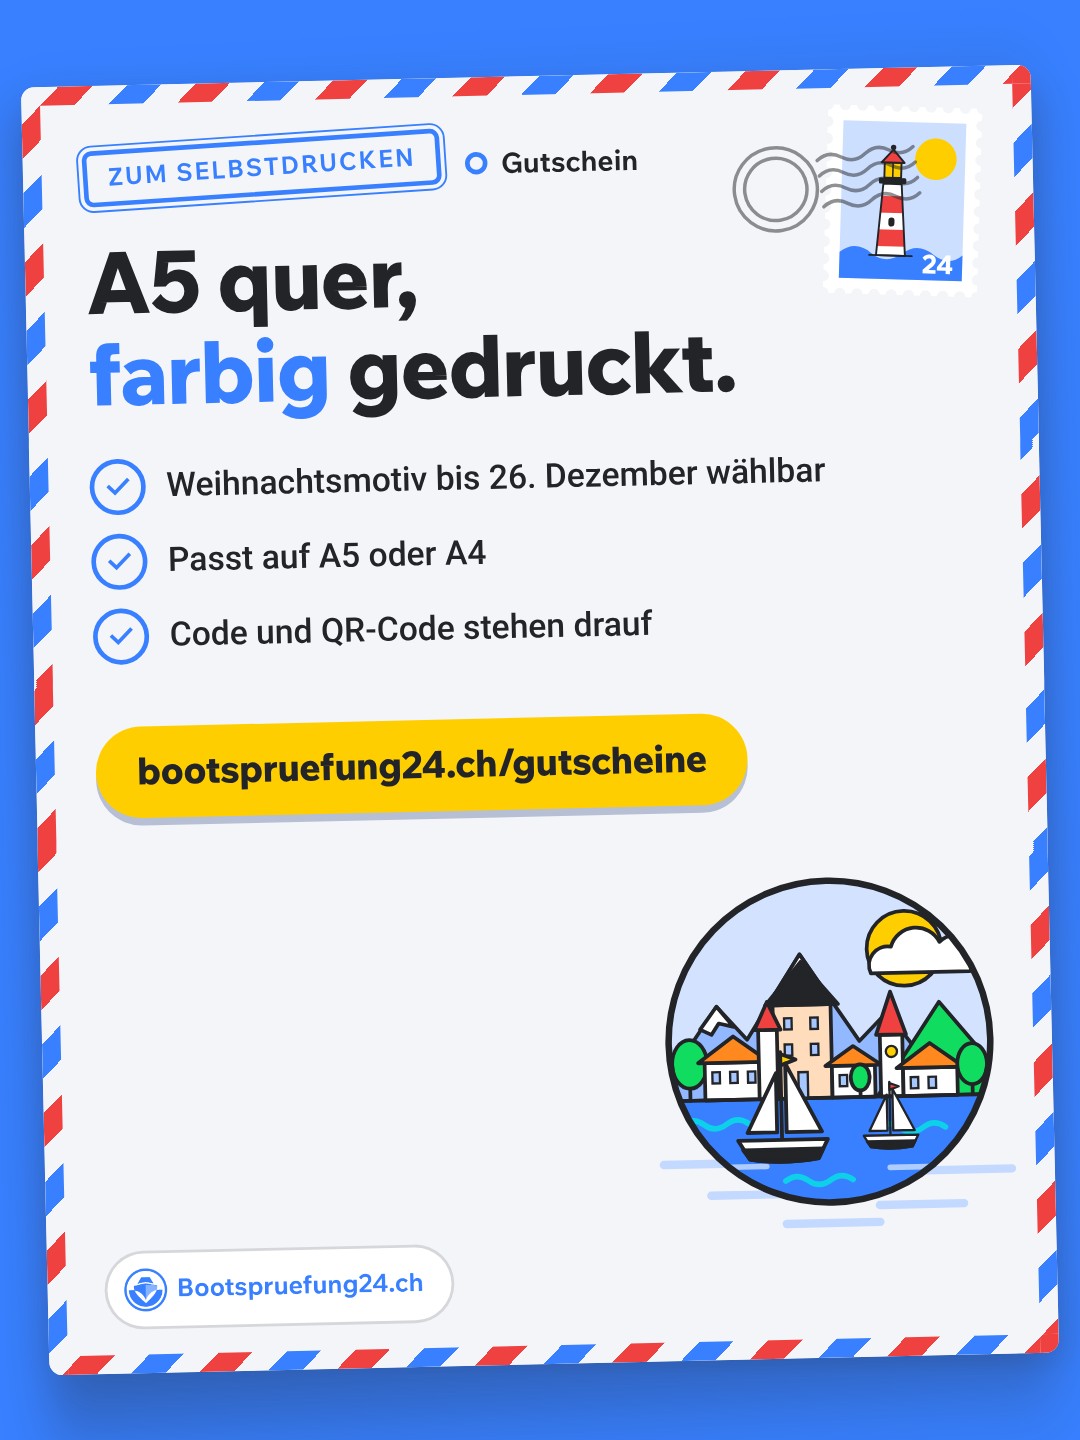 ZUM SELBSTDRUCKEN
Gutschein
24
A5 quer,
farbig gedruckt.
Weihnachtsmotiv bis 26. Dezember wählbar
Passt auf A5 oder A4
Code und QR-Code stehen drauf
bootspruefung24.ch/gutscheine
Bootspruefung24.ch